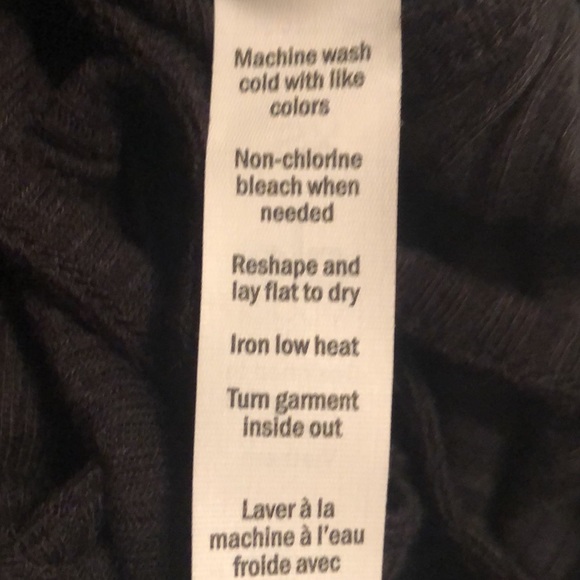 Machine wash
cold with like
colors
Non-chlorine
bleach when
needed
Reshape and
lay flat to dry
Iron low heat
Turn garment
inside out
Laver à la
machine à l'eau
froide avec